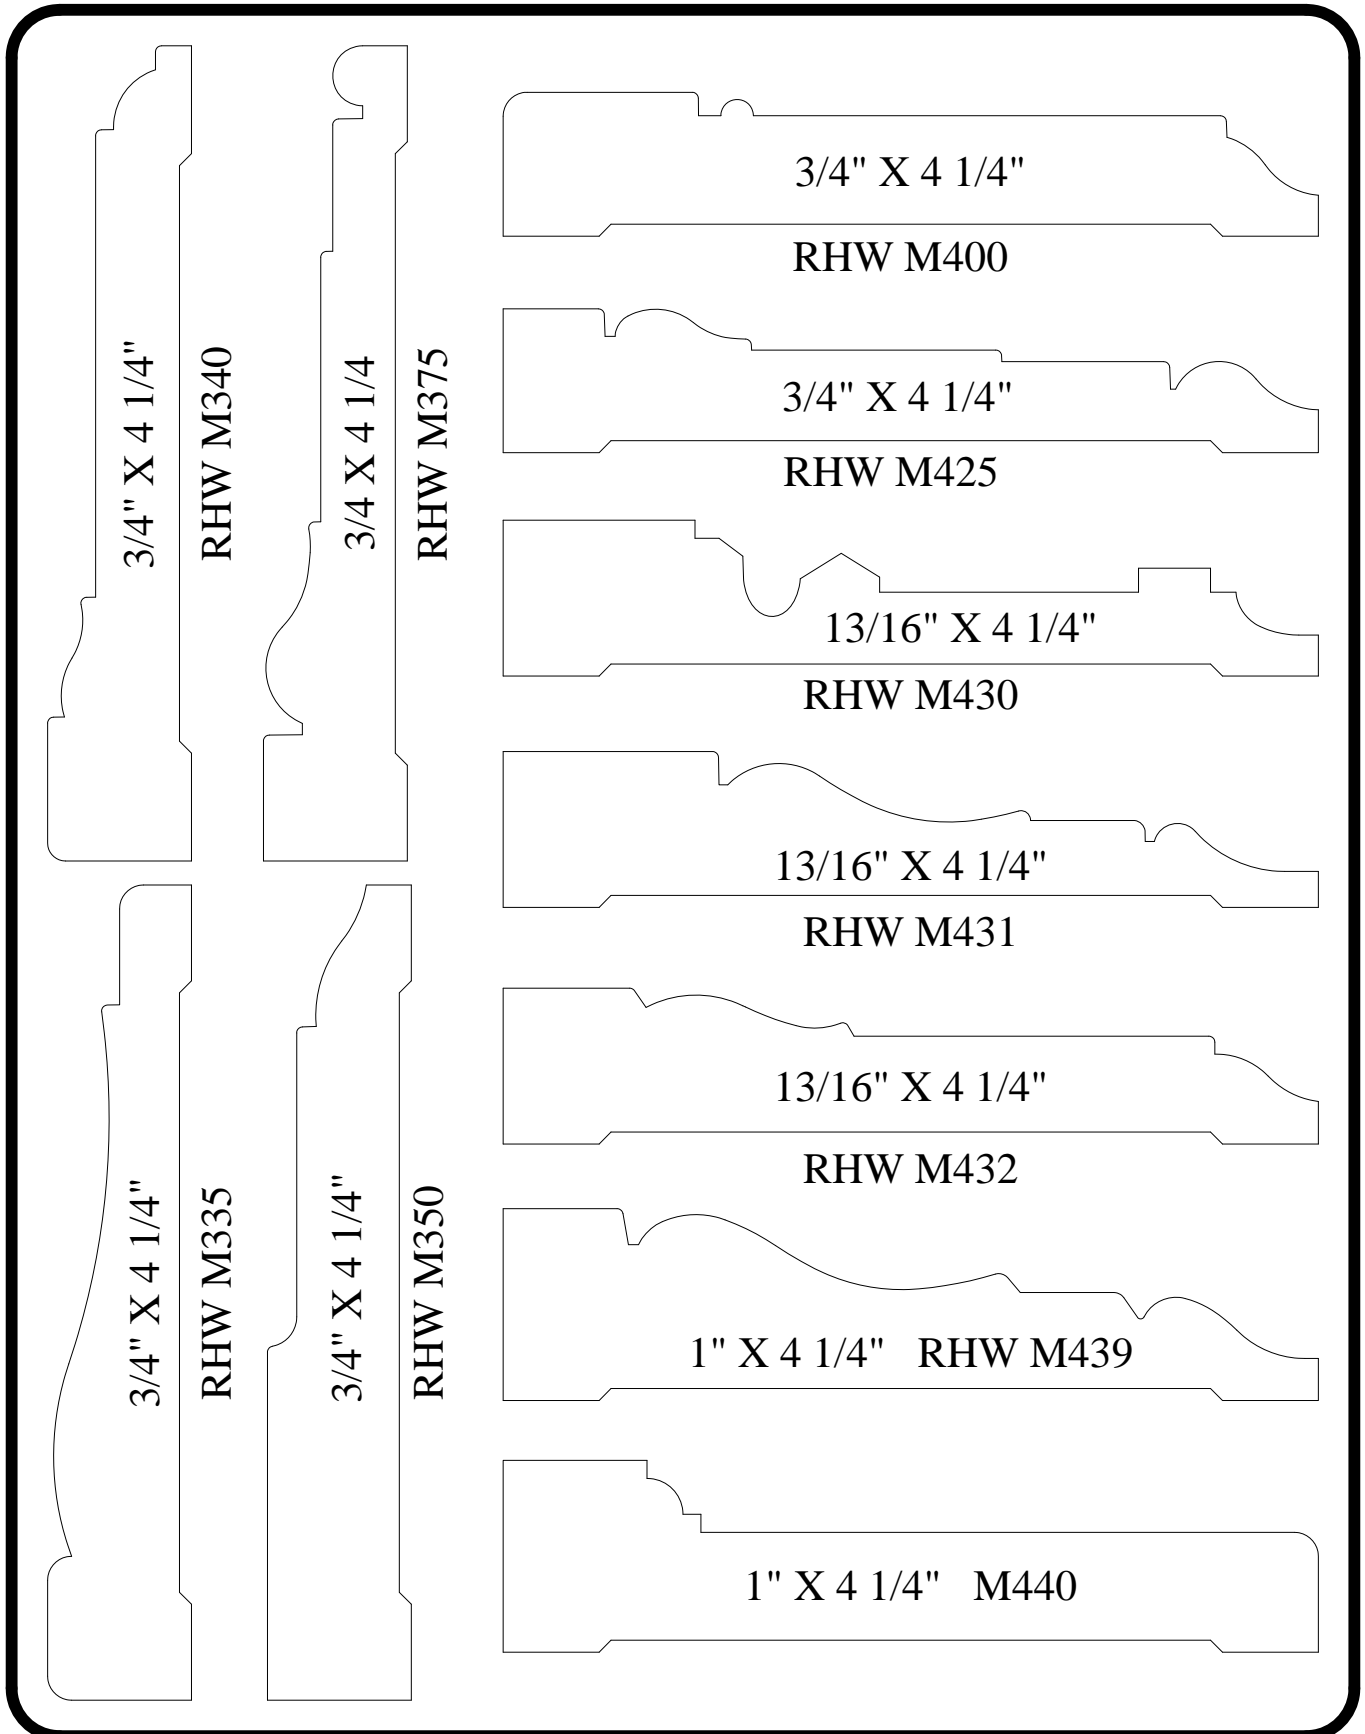 3/4" X 4 1/4"
RHW M340
3/4 X 4 1/4
RHW M375
3/4" X 4 1/4"
RHW M335
3/4" X 4 1/4"
RHW M350
3/4" X 4 1/4"
RHW M400
3/4" X 4 1/4"
RHW M425
13/16" X 4 1/4"
RHW M430
13/16" X 4 1/4"
RHW M431
13/16" X 4 1/4"
RHW M432
1" X 4 1/4" RHW M439
1" X 4 1/4" M440